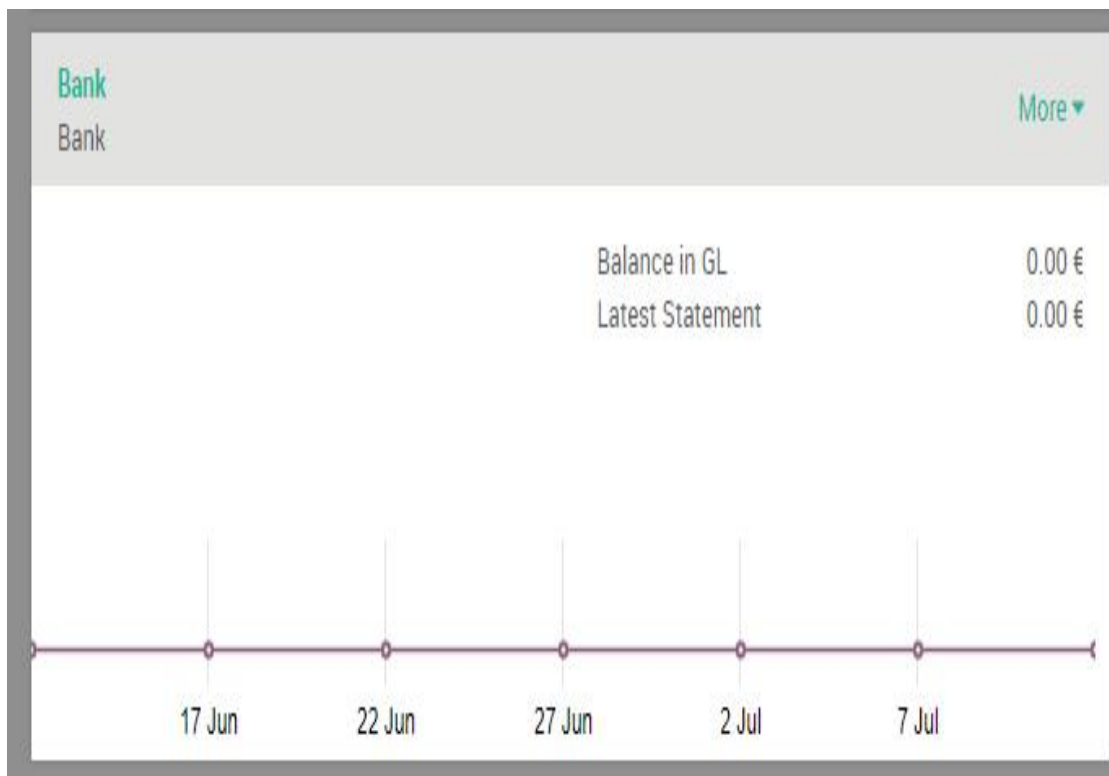 Bank
Bank
More
Balance in GL 0.00 €
Latest Statement 0.00 €
17 Jun 22 Jun 27 Jun 2 Jul 7 Jul